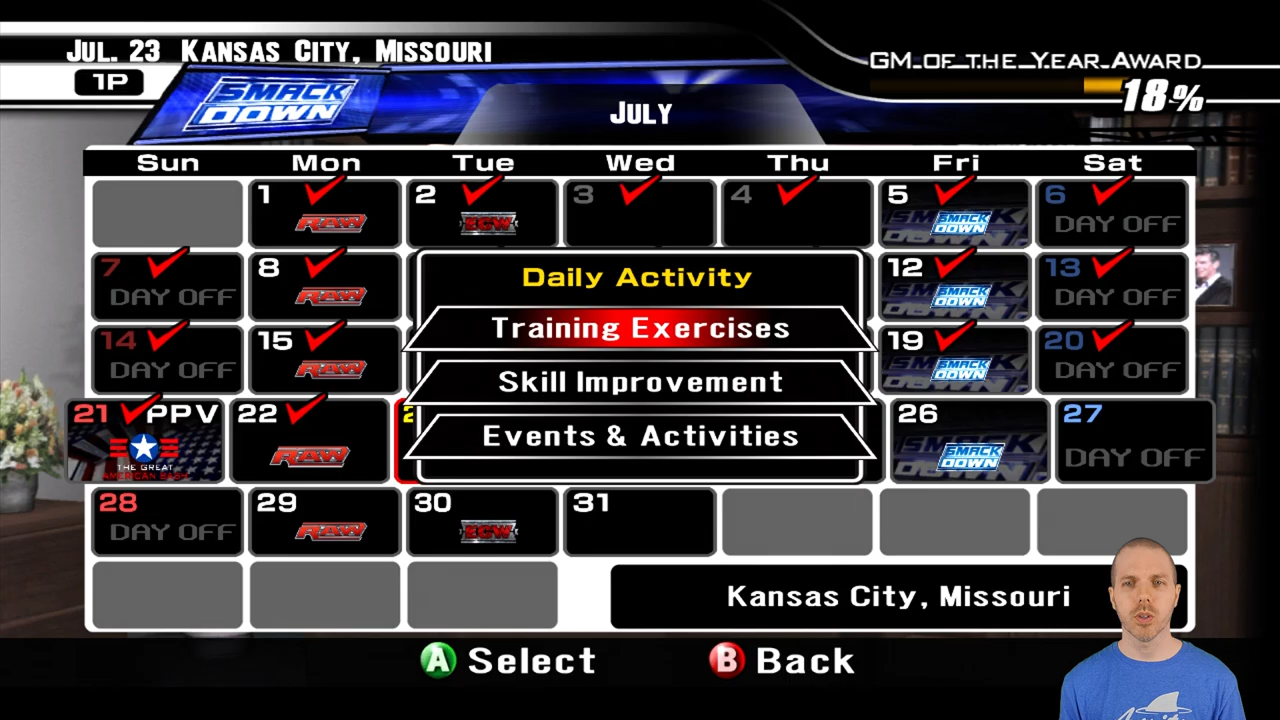 JUL. 23 KANSAS CITY, MISSOURI
GM OF THE YEAR AWARD
1P
SMACK DOWN
18%
JULY
Sun Mon Tue Wed Thu Fri Sat
1 2 3 4 5 6
RAW ECW SMACK DOWN DAY OFF
7 8 12 13
DAY OFF RAW SMACK DOWN DAY OFF
14 15 19 20
DAY OFF RAW SMACK DOWN DAY OFF
21 PPV 22 26 27
THE GREAT
AMERICAN BASH
RAW SMACK DOWN DAY OFF
28 29 30 31
DAY OFF RAW ECW
Daily Activity
Training Exercises
Skill Improvement
Events & Activities
Kansas City, Missouri
A Select B Back